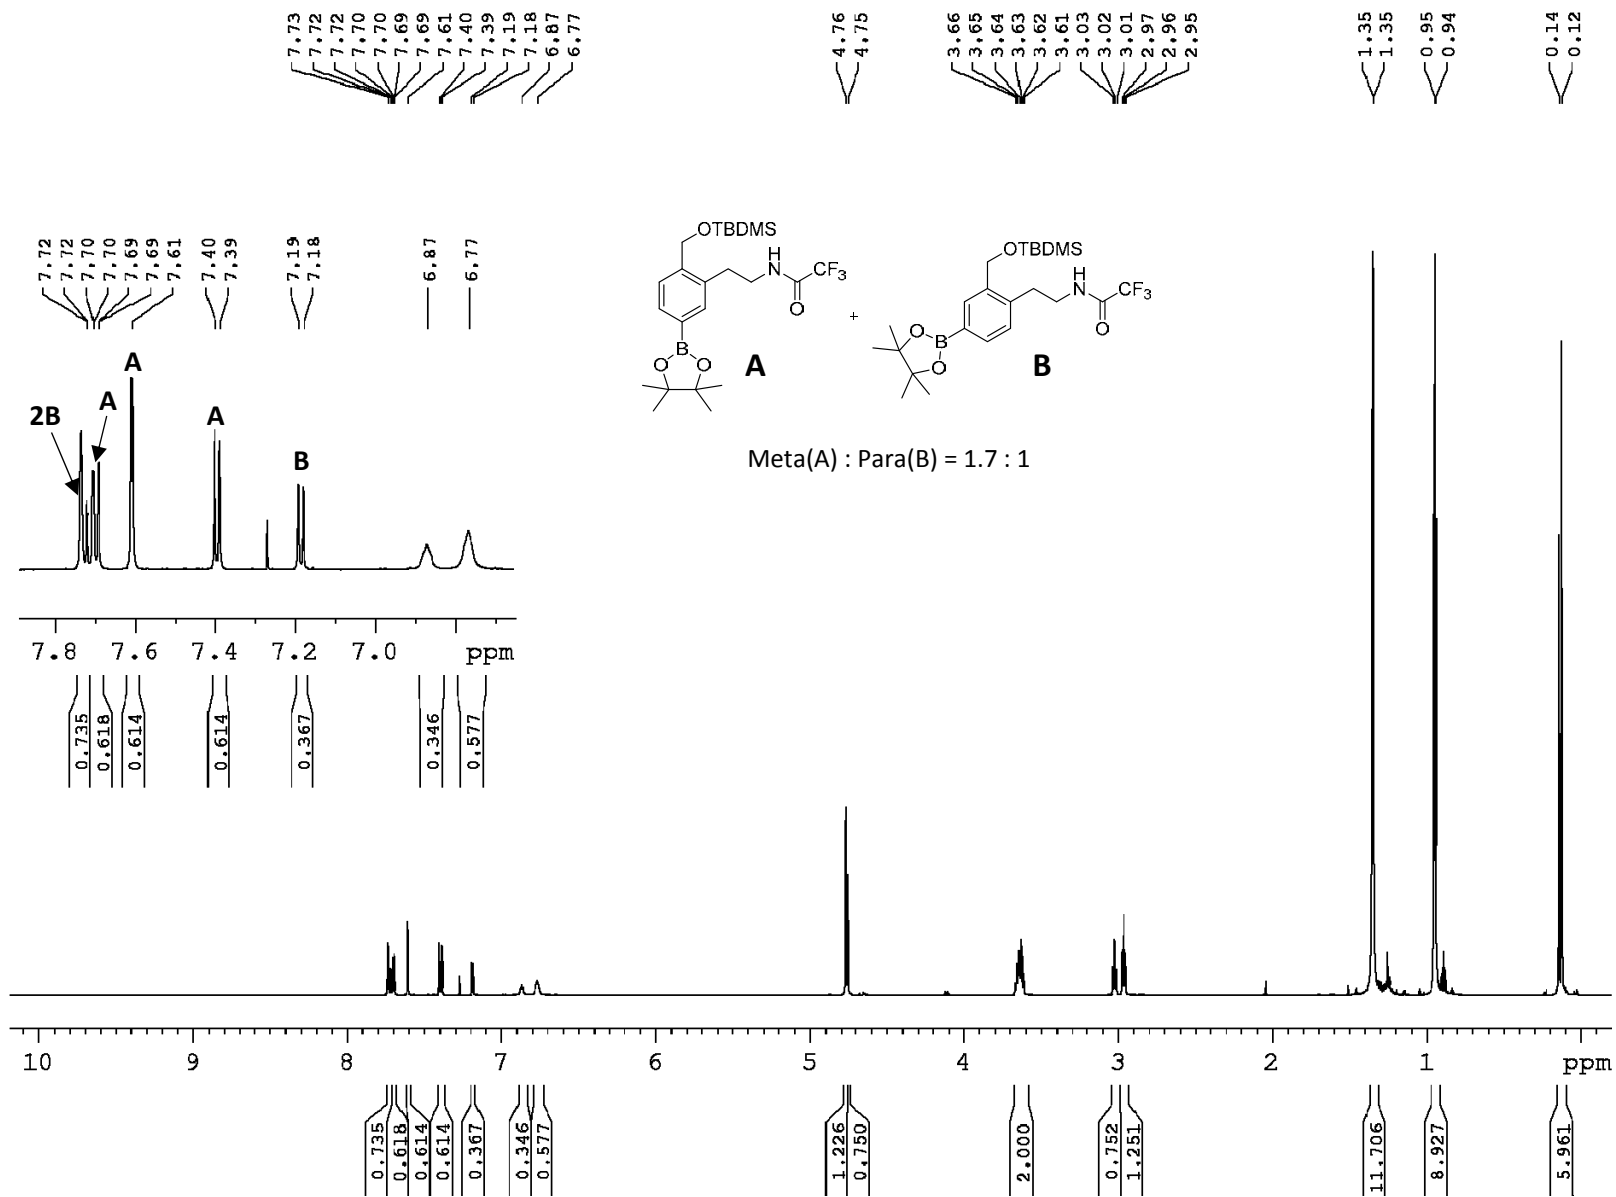 7.73 7.72 7.72 7.70 7.70 7.69 7.69 7.61 7.40 7.39 7.19 7.18 6.87 6.77 4.76 4.75 3.66 3.65 3.64 3.63 3.62 3.61 3.03 3.02 3.01 2.97 2.96 2.95 1.35 1.35 0.95 0.94 0.14 0.12
7.72 7.72 7.70 7.70 7.69 7.69 7.61 7.40 7.39 7.19 7.18 6.87 6.77
OTBDMS
H
N
CF3
O
B
O O
A
+
OTBDMS
H
N
CF3
O
O
B
O
B
Meta(A) : Para(B) = 1.7 : 1
2B
A
A
A
B
7.8 7.6 7.4 7.2 7.0 ppm
0.735 0.618 0.614 0.614 0.367 0.346 0.577
10 9 8 7 6 5 4 3 2 1 ppm
0.735 0.618 0.614 0.614 0.367 0.346 0.577 1.226 0.750 2.000 0.752 1.251 11.706 8.927 5.961